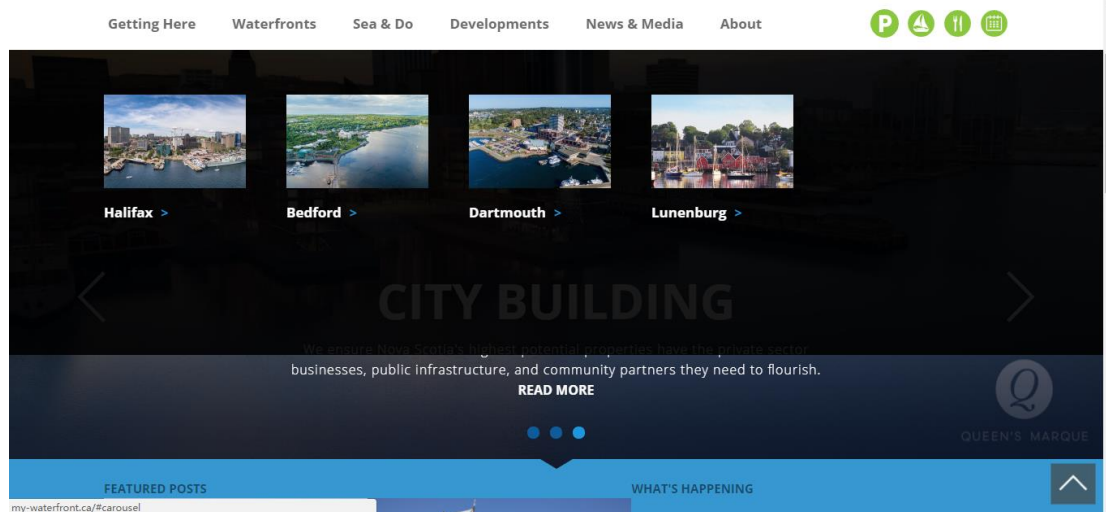 Getting Here Waterfronts Sea & Do Developments News & Media About P
Halifax > Bedford > Dartmouth > Lunenburg >
CITY BUILDING
We ensure Nova Scotia's highest potential properties have the private sector
businesses, public infrastructure, and community partners they need to flourish.
READ MORE
Q
QUEEN'S MARQUE
FEATURED POSTS WHAT'S HAPPENING
my-waterfront.ca/#carousel